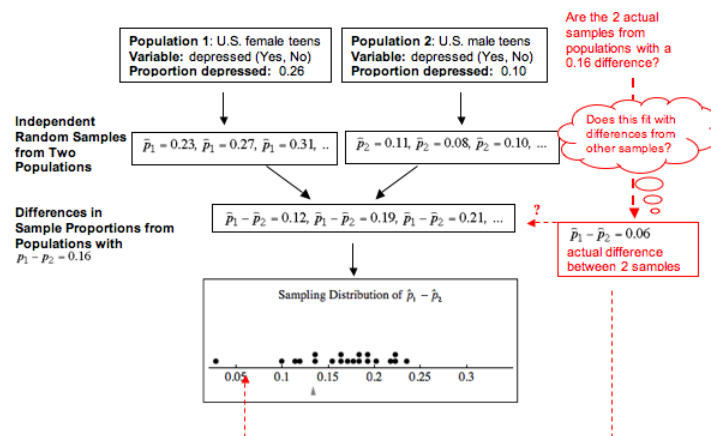 Population 1: U.S. female teens
Variable: depressed (Yes, No)
Proportion depressed: 0.26
Population 2: U.S. male teens
Variable: depressed (Yes, No)
Proportion depressed: 0.10
Are the 2 actual
samples from
populations with a
0.16 difference?
Does this fit with
differences from
other samples?
Independent
Random Samples
from Two
Populations
p̂₁ = 0.23, p̂₁ = 0.27, p̂₁ = 0.31, ..
p̂₂ = 0.11, p̂₂ = 0.08, p̂₂ = 0.10, ...
Differences in
Sample Proportions from
Populations with
p₁ − p₂ = 0.16
p̂₁ − p̂₂ = 0.12, p̂₁ − p̂₂ = 0.19, p̂₁ − p̂₂ = 0.21, ...
?
p̂₁ − p̂₂ = 0.06
actual difference
between 2 samples
Sampling Distribution of p̂₁ − p̂₂
0.05 0.1 0.15 0.2 0.25 0.3